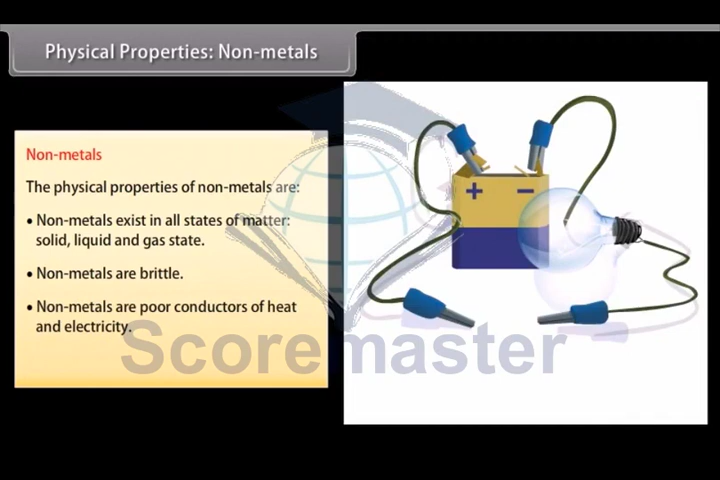 Physical Properties: Non-metals
Non-metals
The physical properties of non-metals are:
• Non-metals exist in all states of matter:
solid, liquid and gas state.
• Non-metals are brittle.
• Non-metals are poor conductors of heat
and electricity.
+ −
Scoremaster